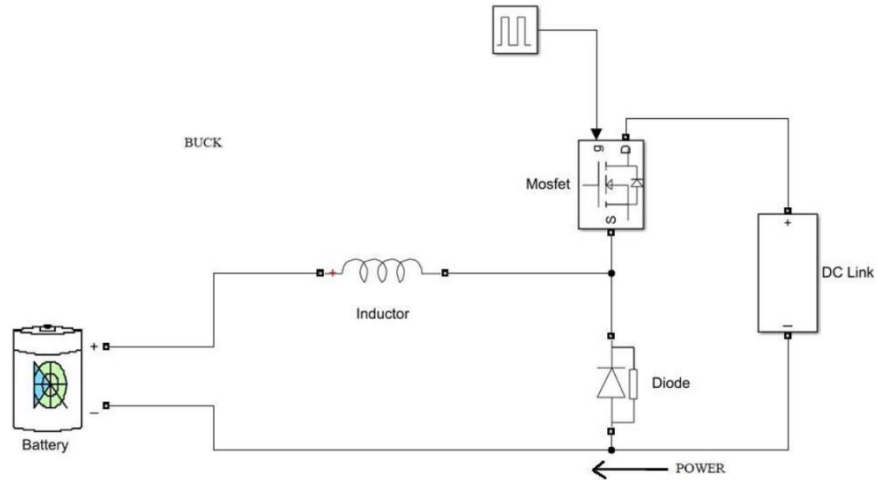 BUCK
g
D
Mosfet
S
+
DC Link
+
Inductor
–
+
Diode
–
Battery
POWER